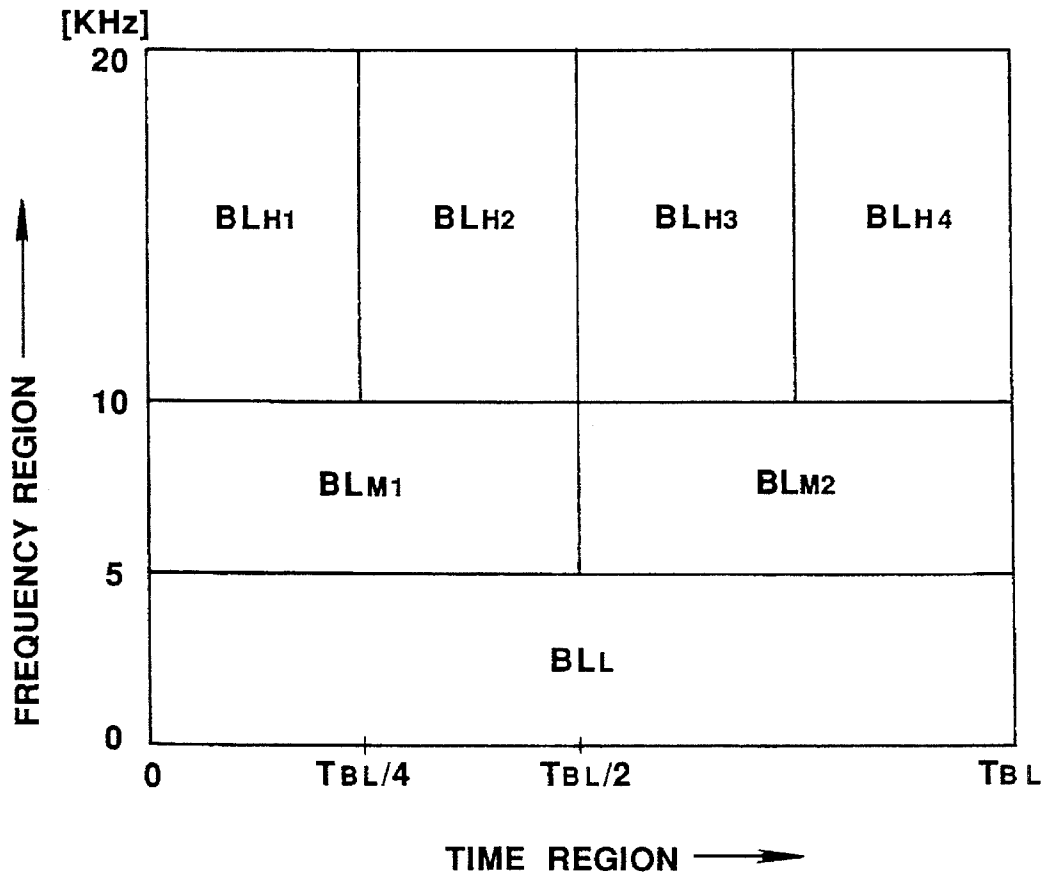 [KHz]
20
BLH1 BLH2 BLH3 BLH4
10
BLM1 BLM2
5
BLL
0
0 TBL/4 TBL/2 TBL
FREQUENCY REGION
TIME REGION